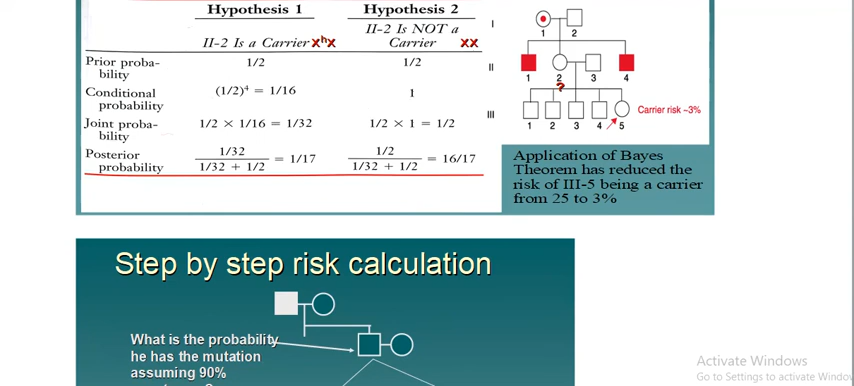 Hypothesis 1 Hypothesis 2
II-2 Is NOT a
II-2 Is a Carrier XʰX Carrier XX
Prior proba-
bility 1/2 1/2
Conditional
probability (1/2)⁴ = 1/16 1
Joint proba-
bility 1/2 × 1/16 = 1/32 1/2 × 1 = 1/2
Posterior
probability 1/32 / 1/32 + 1/2 = 1/17 1/2 / 1/32 + 1/2 = 16/17
I
1 2
II
1 2 3 4
?
III
1 2 3 4 5
Carrier risk ~3%
Application of Bayes
Theorem has reduced the
risk of III-5 being a carrier
from 25 to 3%
Step by step risk calculation
What is the probability
he has the mutation
assuming 90%
Activate Windows
Go to Settings to activate Window